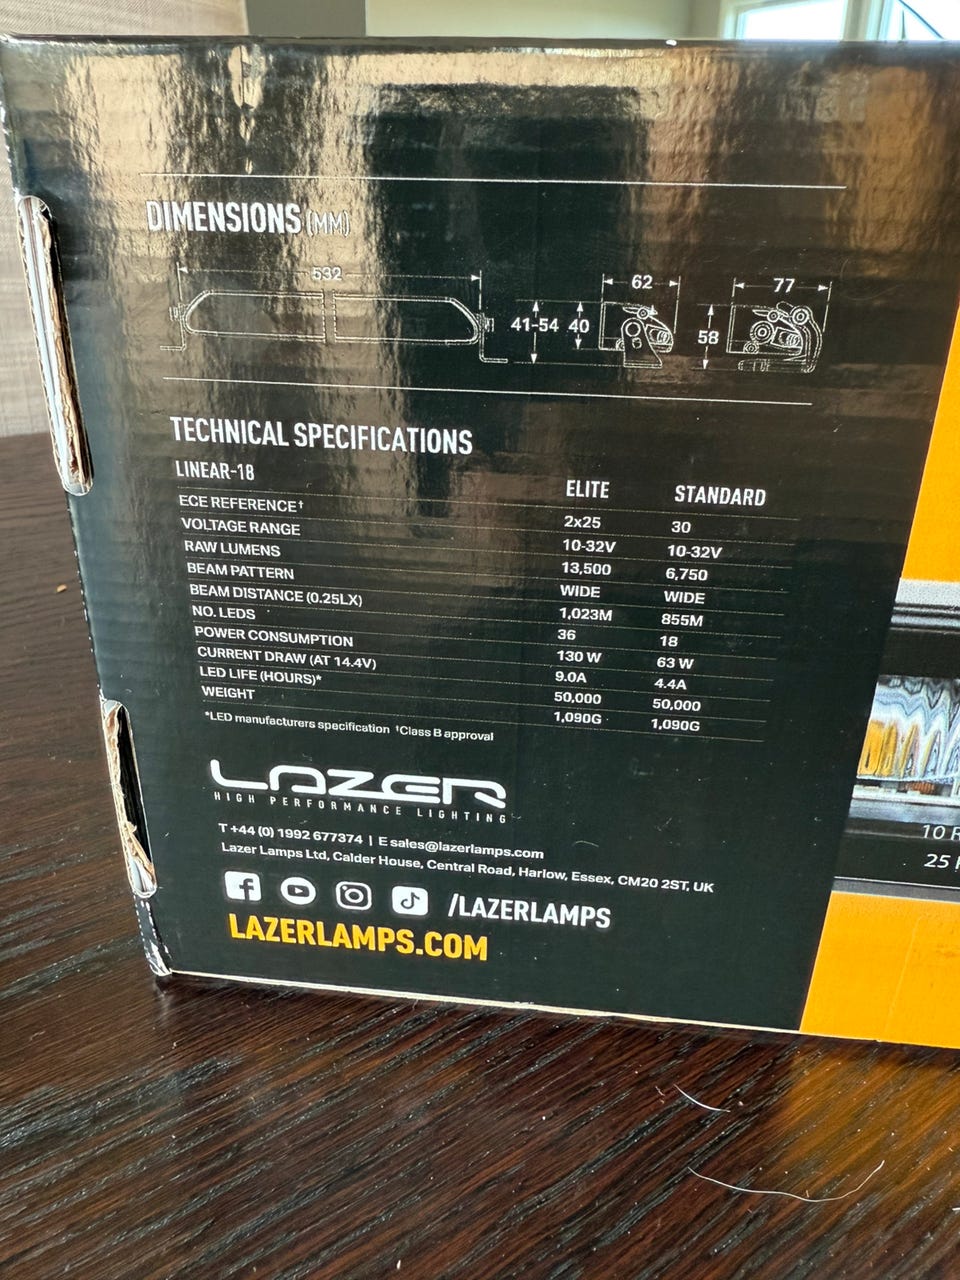 DIMENSIONS (MM)
532
62
77
41-54 40
58
TECHNICAL SPECIFICATIONS
LINEAR-18 ELITE STANDARD
ECE REFERENCE† 2x25 30
VOLTAGE RANGE 10-32V 10-32V
RAW LUMENS 13,500 6,750
BEAM PATTERN WIDE WIDE
BEAM DISTANCE (0.25LX) 1,023M 855M
NO. LEDS 36 18
POWER CONSUMPTION 130 W 63 W
CURRENT DRAW (AT 14.4V) 9.0A 4.4A
LED LIFE (HOURS)* 50,000 50,000
WEIGHT 1,090G 1,090G
*LED manufacturers specification †Class B approval
LAZER
HIGH PERFORMANCE LIGHTING
T +44 (0) 1992 677374 | E sales@lazerlamps.com
Lazer Lamps Ltd, Calder House, Central Road, Harlow, Essex, CM20 2ST, UK
/LAZERLAMPS
LAZERLAMPS.COM
10 R
25